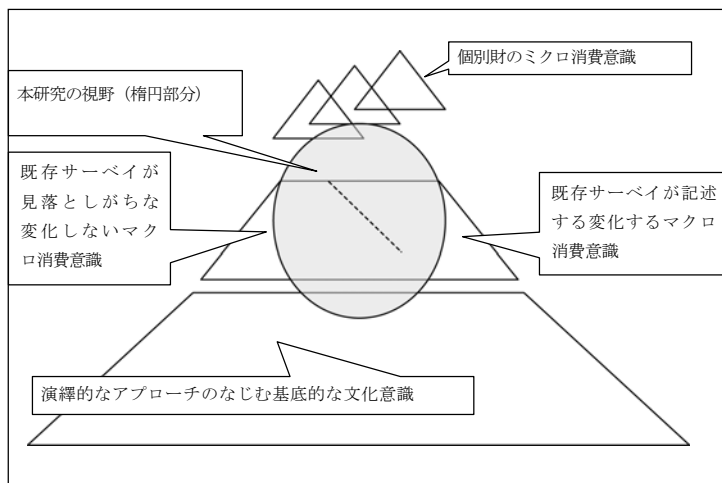 個別財のミクロ消費意識
本研究の視野（楕円部分）
既存サーベイが
見落としがちな
変化しないマク
ロ消費意識
既存サーベイが記述
する変化するマクロ
消費意識
演繹的なアプローチのなじむ基底的な文化意識